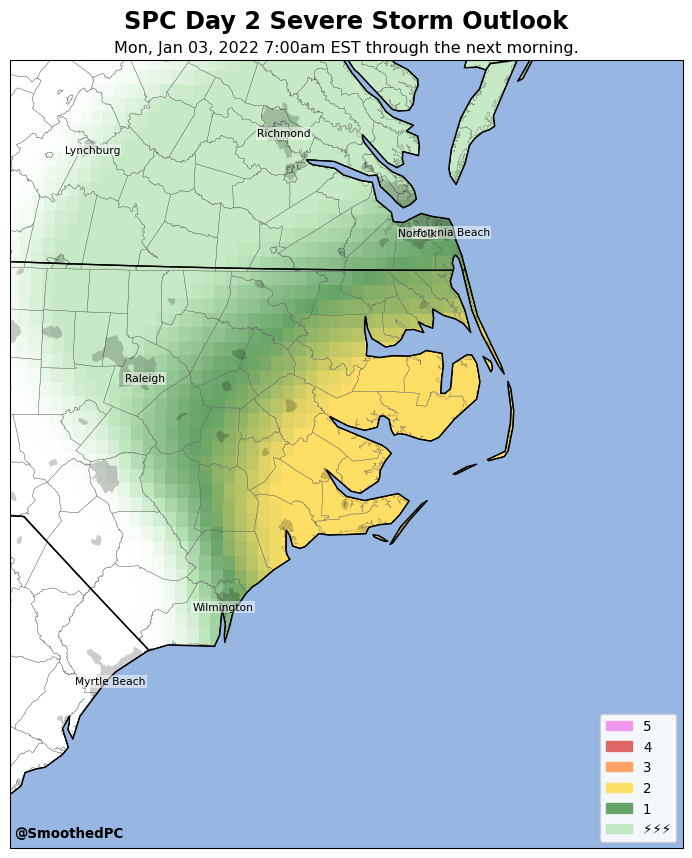 SPC Day 2 Severe Storm Outlook
Mon, Jan 03, 2022 7:00am EST through the next morning.
Richmond
Lynchburg
Norfolk
nia Beach
Raleigh
Wilmington
Myrtle Beach
5
4
3
2
1
⚡⚡⚡
@SmoothedPC